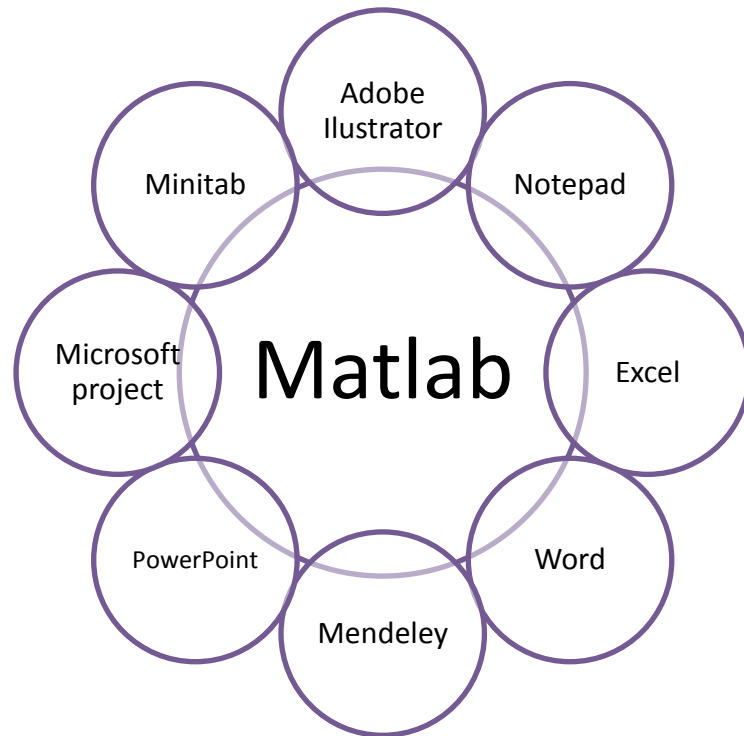 Adobe
Ilustrator
Minitab
Notepad
Microsoft
project
Matlab
Excel
PowerPoint
Word
Mendeley